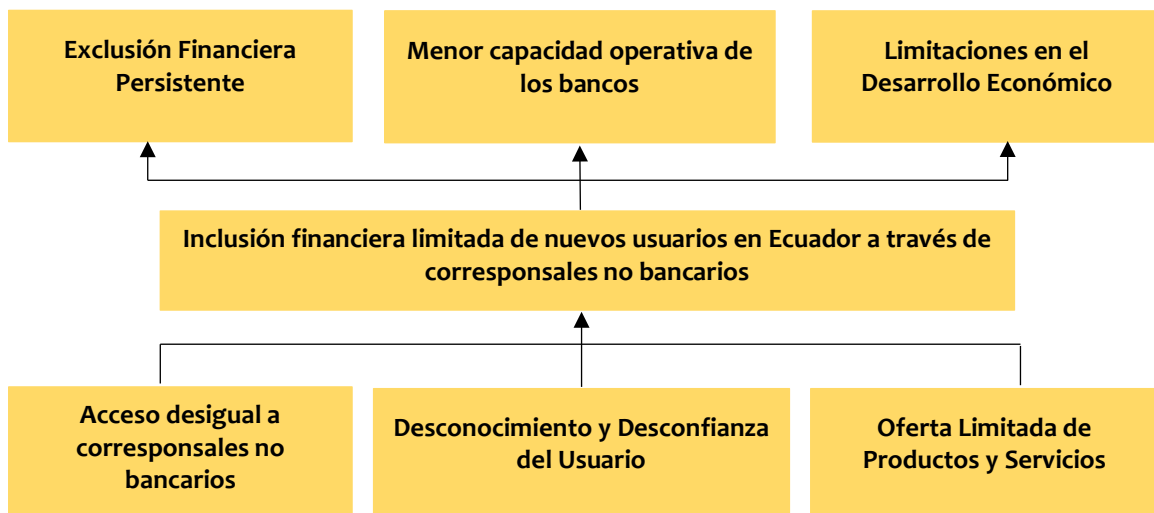 Exclusión Financiera
Persistente
Menor capacidad operativa de
los bancos
Limitaciones en el
Desarrollo Económico
Inclusión financiera limitada de nuevos usuarios en Ecuador a través de
corresponsales no bancarios
Acceso desigual a
corresponsales no
bancarios
Desconocimiento y Desconfianza
del Usuario
Oferta Limitada de
Productos y Servicios